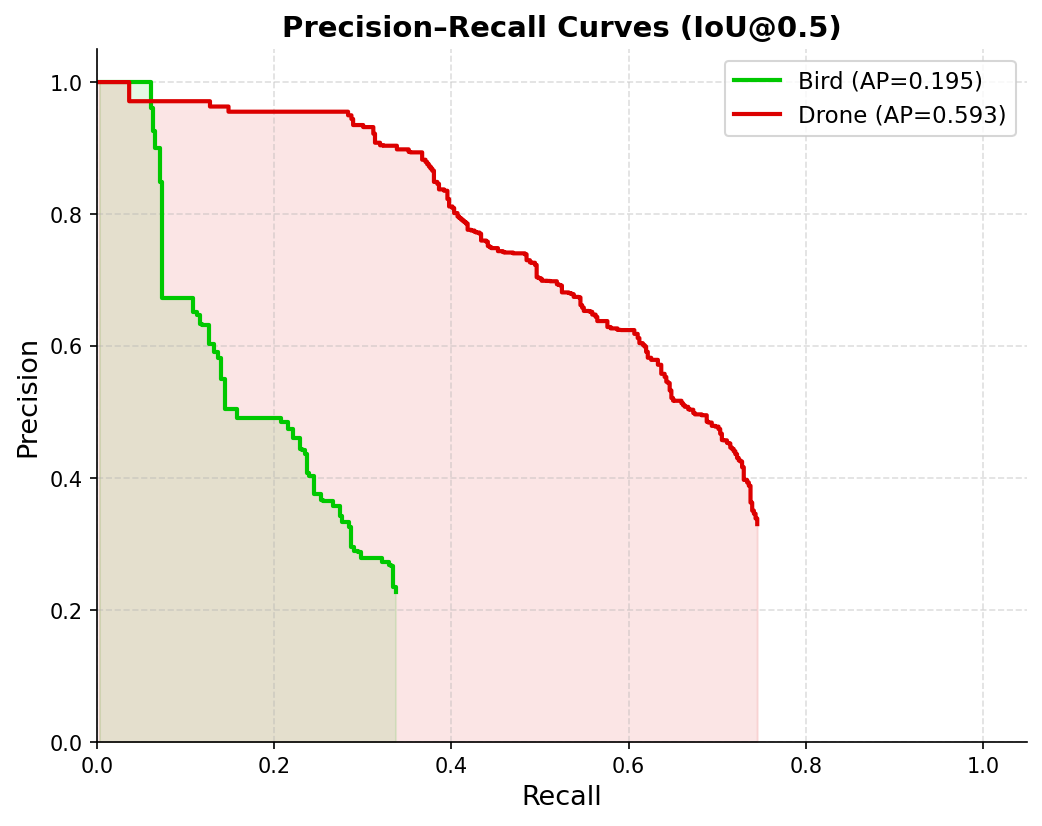 Precision–Recall Curves (IoU@0.5)
Bird (AP=0.195)
Drone (AP=0.593)
Precision
1.0
0.8
0.6
0.4
0.2
0.0
0.0 0.2 0.4 0.6 0.8 1.0
Recall